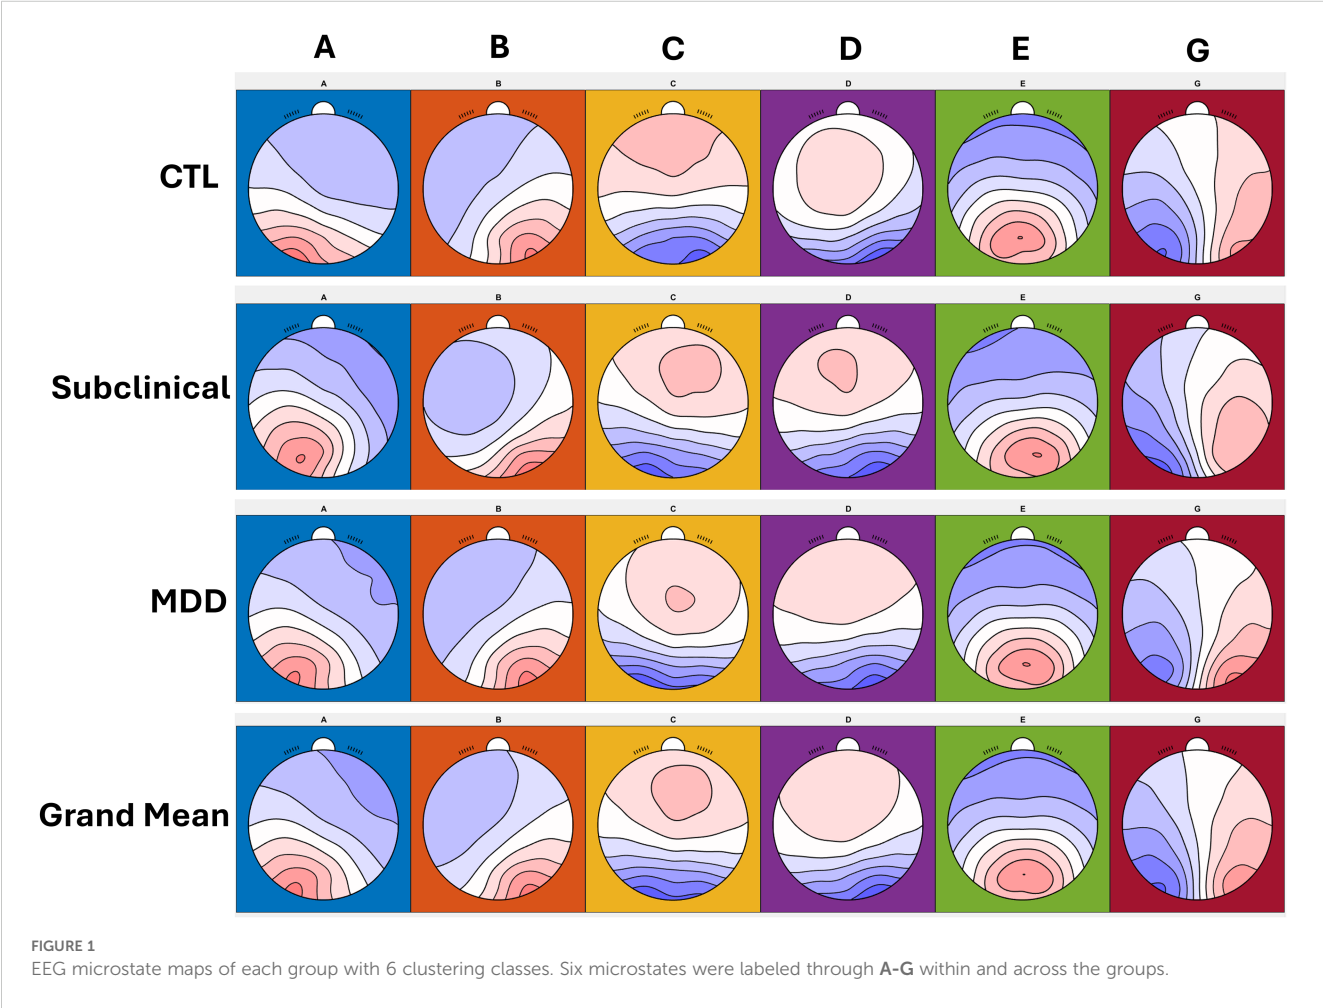 A B C D E G
A B C D E G
CTL
A B C D E G
Subclinical
A B C D E G
MDD
A B C D E G
Grand Mean
FIGURE 1
EEG microstate maps of each group with 6 clustering classes. Six microstates were labeled through A-G within and across the groups.